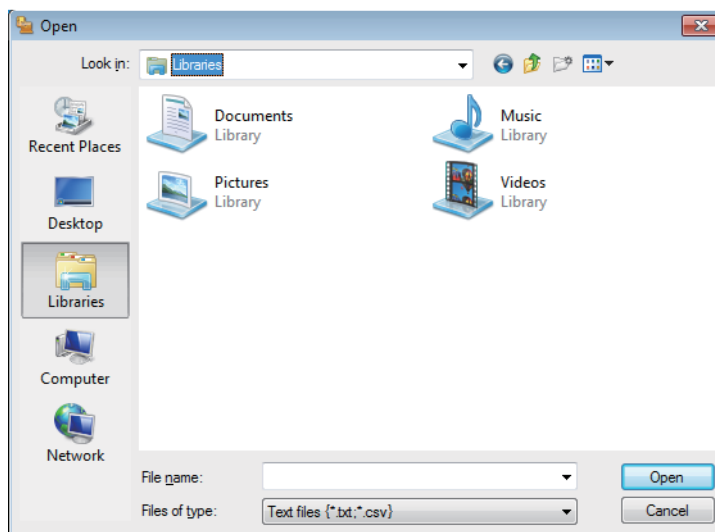 Open
Look in:
Libraries
Recent Places
Desktop
Libraries
Computer
Network
Documents
Library
Music
Library
Pictures
Library
Videos
Library
File name:
Open
Files of type:
Text files {*.txt;*.csv}
Cancel